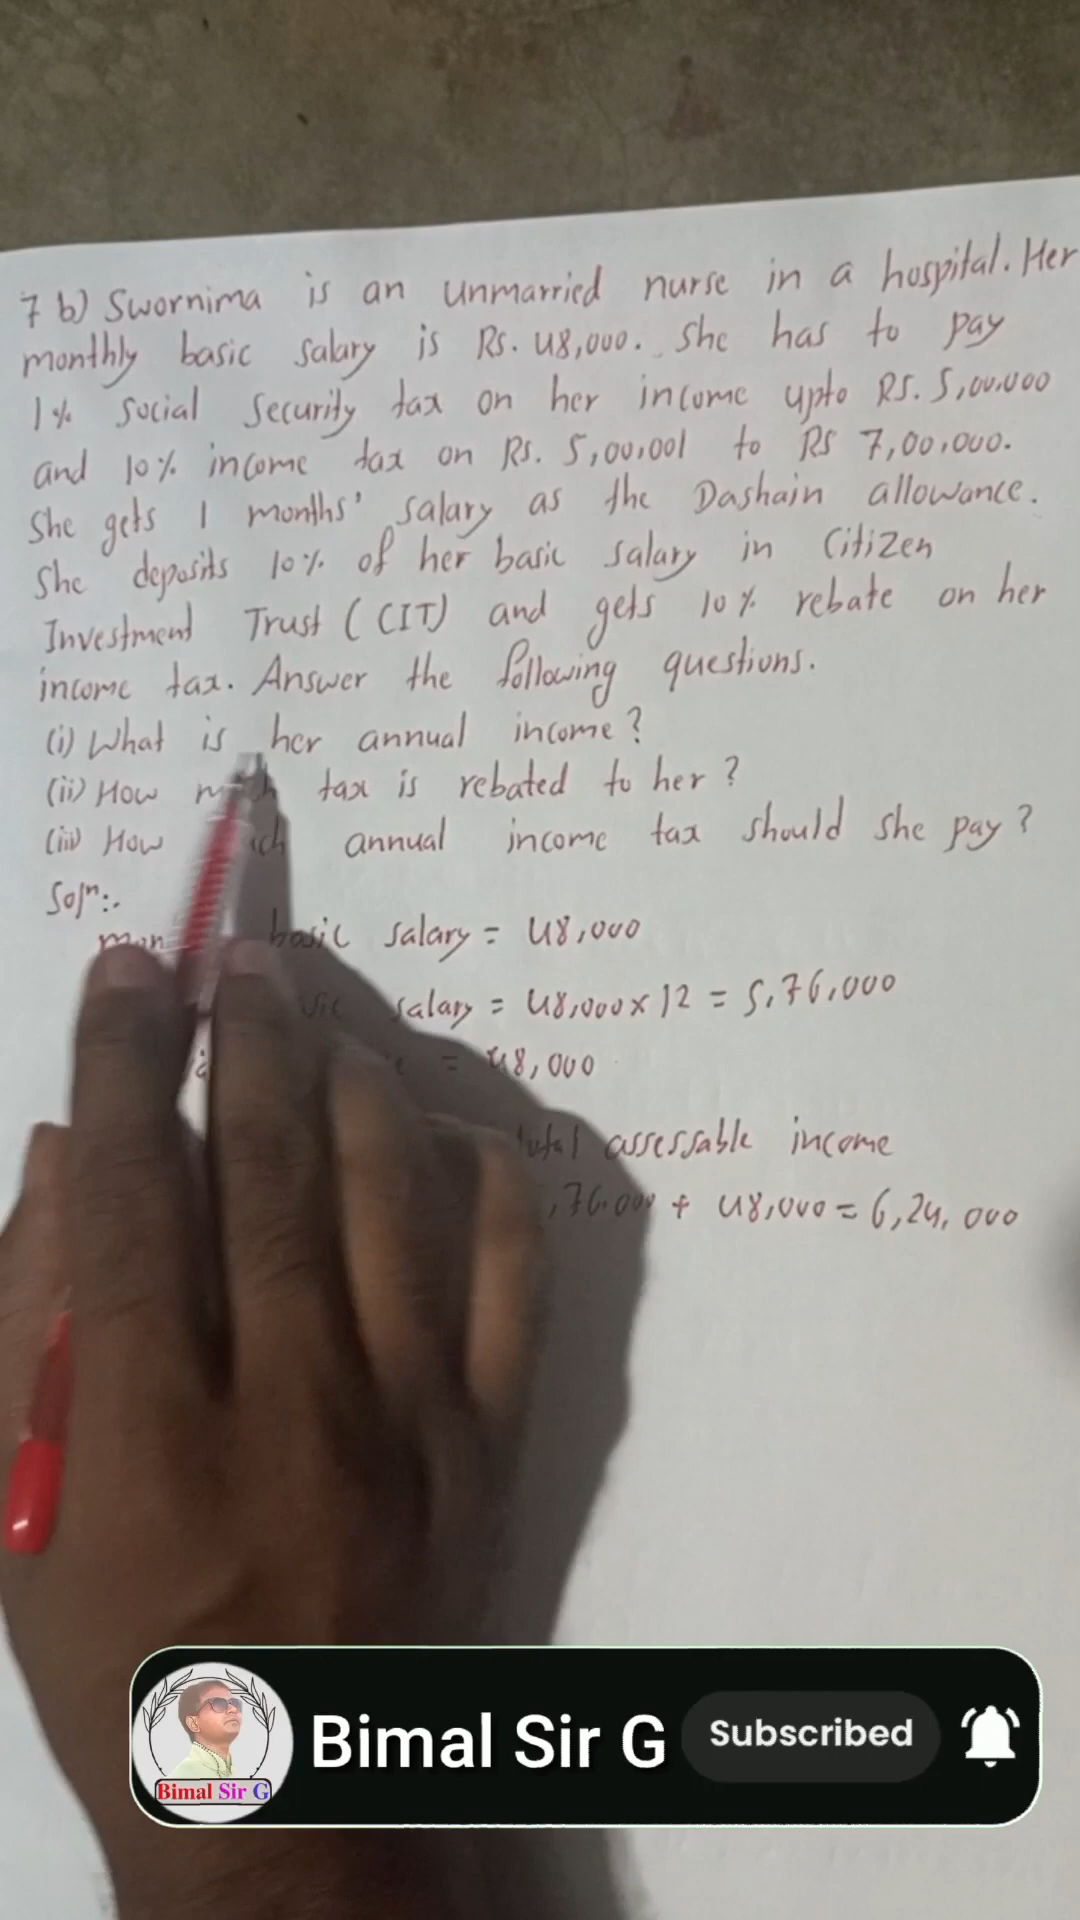 7 b) Swornima is an unmarried nurse in a hospital. Her
monthly basic salary is Rs. 48,000. She has to pay
1% Social Security tax on her income upto RS. 5,00,000
and 10% income tax on Rs. 5,00,001 to Rs 7,00,000.
She gets 1 months' salary as the Dashain allowance.
She deposits 10% of her basic salary in Citizen
Investment Trust (CIT) and gets 10% rebate on her
income tax. Answer the following questions.
(i) What is her annual income?
(ii) How tax is rebated to her?
(iii) How annual income tax should she pay?
Solⁿ:.
basic salary = 48,000
salary = 48,000 x 12 = 5,76,000
= 48,000
total assessable income
,76,000 + 48,000 = 6,24,000
Bimal Sir G
Subscribed
Bimal Sir G